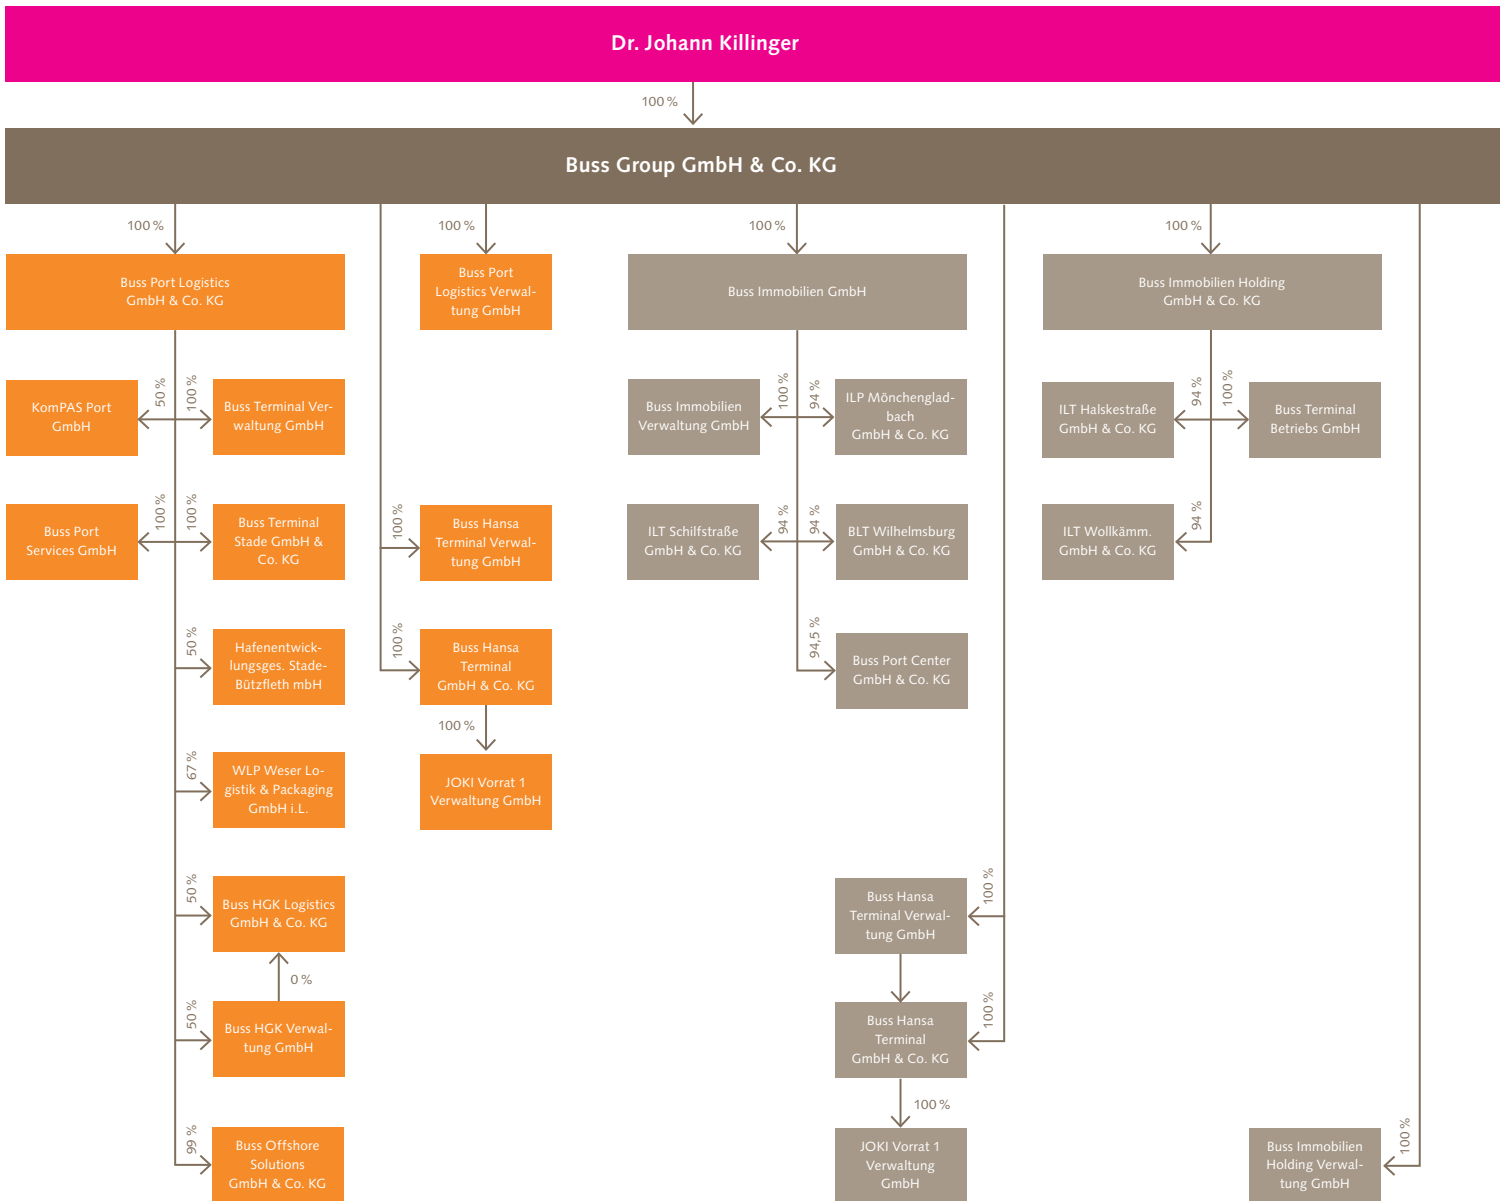 Dr. Johann Killinger
100 %
Buss Group GmbH & Co. KG
100 %
100 %
100 %
100 %
Buss Port Logistics
GmbH & Co. KG
Buss Port
Logistics Verwal-
tung GmbH
Buss Immobilien GmbH
Buss Immobilien Holding
GmbH & Co. KG
KomPAS Port
GmbH
50 %
100 %
Buss Terminal Ver-
waltung GmbH
Buss Immobilien
Verwaltung GmbH
100 %
94 %
ILP Mönchenglad-
bach
GmbH & Co. KG
ILT Halskestraße
GmbH & Co. KG
94 %
100 %
Buss Terminal
Betriebs GmbH
Buss Port
Services GmbH
100 %
100 %
Buss Terminal
Stade GmbH &
Co. KG
100 %
Buss Hansa
Terminal Verwal-
tung GmbH
ILT Schilfstraße
GmbH & Co. KG
94 %
94 %
BLT Wilhelmsburg
GmbH & Co. KG
ILT Wollkämm.
GmbH & Co. KG
94 %
50 %
Hafenentwick-
lungsges. Stade-
Bützfleth mbH
100 %
Buss Hansa
Terminal
GmbH & Co. KG
94,5 %
Buss Port Center
GmbH & Co. KG
100 %
67 %
WLP Weser Lo-
gistik & Packaging
GmbH i.L.
JOKI Vorrat 1
Verwaltung GmbH
50 %
Buss HGK Logistics
GmbH & Co. KG
Buss Hansa
Terminal Verwal-
tung GmbH
100 %
0 %
50 %
Buss HGK Verwal-
tung GmbH
Buss Hansa
Terminal
GmbH & Co. KG
100 %
100 %
99 %
Buss Offshore
Solutions
GmbH & Co. KG
JOKI Vorrat 1
Verwaltung
GmbH
Buss Immobilien
Holding Verwal-
tung GmbH
100 %